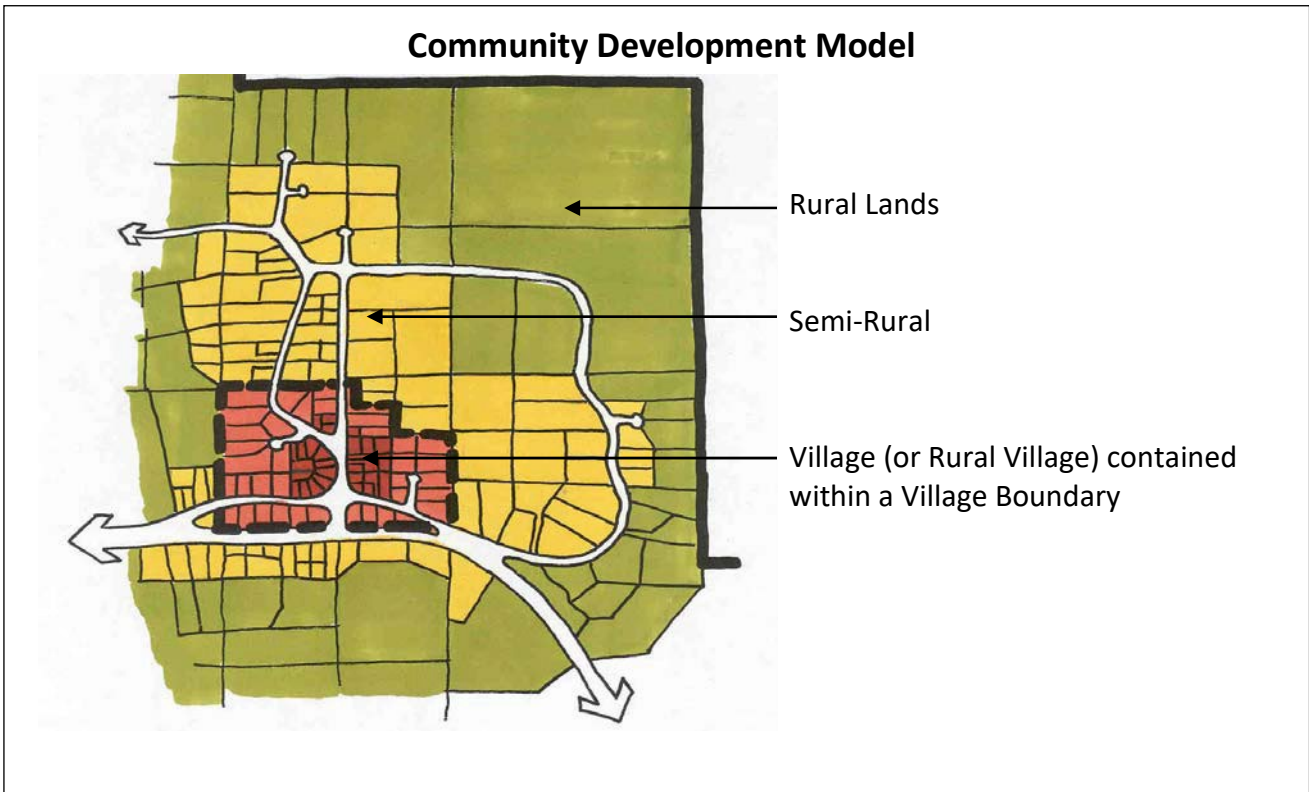 Community Development Model
Rural Lands
Semi-Rural
Village (or Rural Village) contained
within a Village Boundary